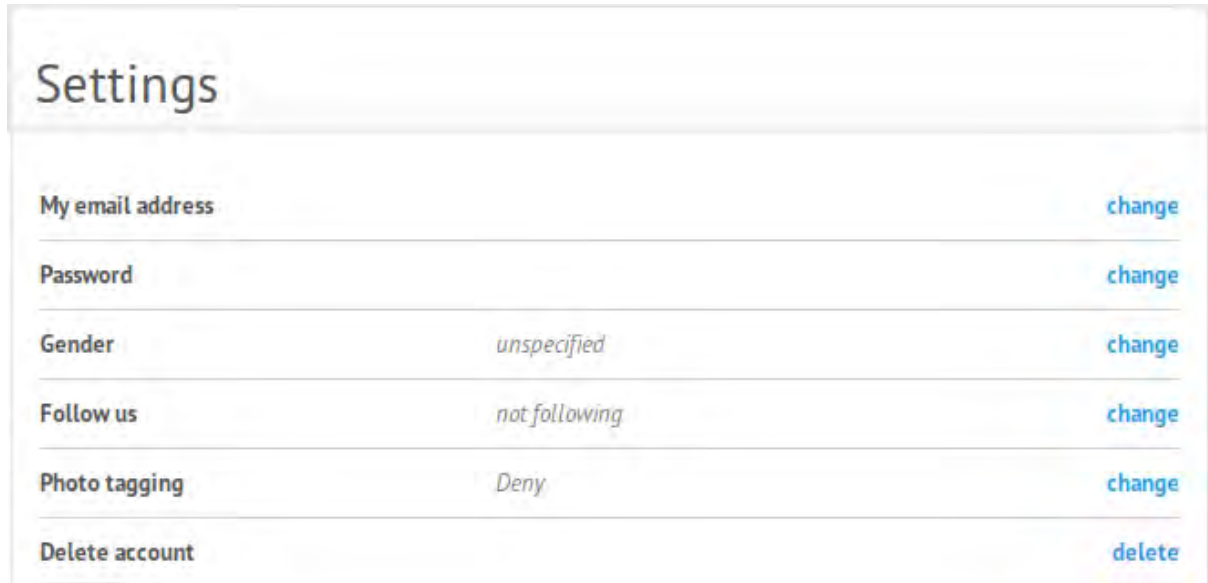 Settings
My email address change
Password change
Gender unspecified change
Follow us not following change
Photo tagging Deny change
Delete account delete